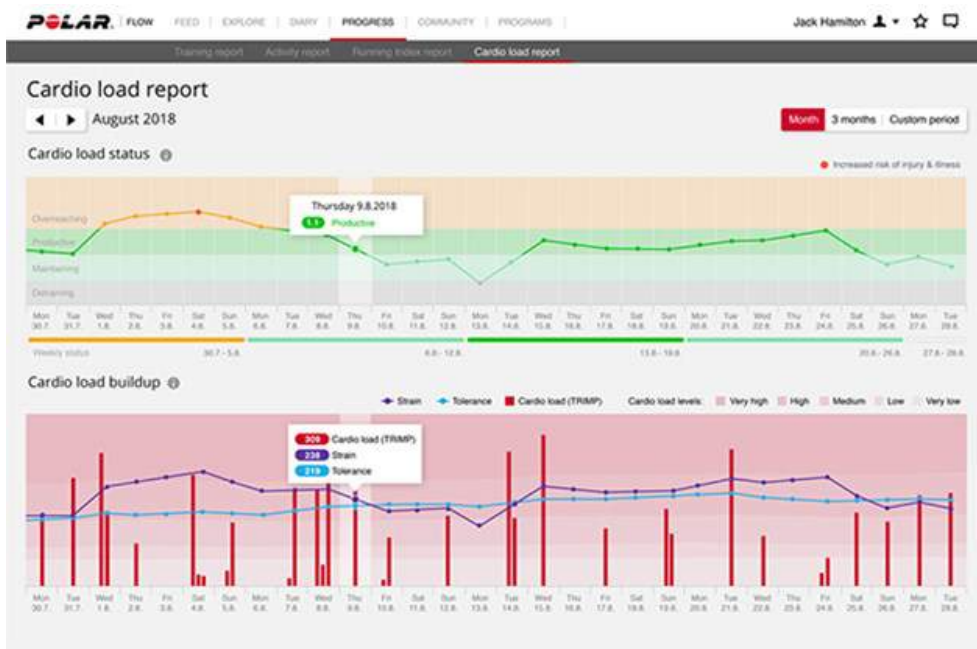 POLAR. FLOW FEED EXPLORE DIARY PROGRESS COMMUNITY PROGRAMS Jack Hamilton
Training report Activity report Running Index report Cardio load report
Cardio load report
August 2018
Month 3 months Custom period
Cardio load status
Increased risk of injury & illness
Thursday 9.8.2018
1.1 Productive
Overreaching
Productive
Maintaining
Detraining
Mon Tue Wed Thu Fri Sat Sun Mon Tue Wed Thu Fri Sat Sun Mon Tue Wed Thu Fri Sat Sun Mon Tue Wed Thu Fri Sat Sun Mon Tue
30.7. 31.7. 1.8. 2.8. 3.8. 4.8. 5.8. 6.8. 7.8. 8.8. 9.8. 10.8. 11.8. 12.8. 13.8. 14.8. 15.8. 16.8. 17.8. 18.8. 19.8. 20.8. 21.8. 22.8. 23.8. 24.8. 25.8. 26.8. 27.8. 28.8.
Weekly status 30.7.- 5.8. 6.8.- 12.8. 13.8.- 19.8. 20.8.- 26.8. 27.8.- 28.8.
Cardio load buildup
Strain Tolerance Cardio load (TRIMP) Cardio load levels: Very high High Medium Low Very low
309 Cardio load (TRIMP)
238 Strain
219 Tolerance
Mon Tue Wed Thu Fri Sat Sun Mon Tue Wed Thu Fri Sat Sun Mon Tue Wed Thu Fri Sat Sun Mon Tue Wed Thu Fri Sat Sun Mon Tue
30.7. 31.7. 1.8. 2.8. 3.8. 4.8. 5.8. 6.8. 7.8. 8.8. 9.8. 10.8. 11.8. 12.8. 13.8. 14.8. 15.8. 16.8. 17.8. 18.8. 19.8. 20.8. 21.8. 22.8. 23.8. 24.8. 25.8. 26.8. 27.8. 28.8.